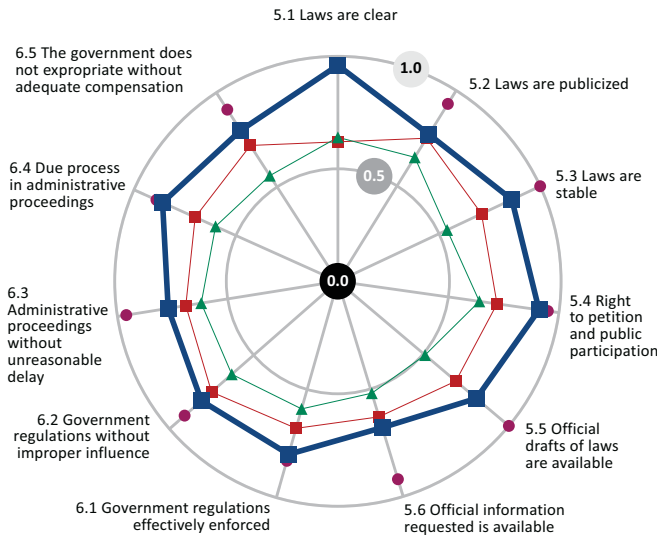 5.1 Laws are clear
1.0
5.2 Laws are publicized
5.3 Laws are
stable
5.4 Right
to petition
and public
participation
5.5 Official
drafts of laws
are available
5.6 Official information
requested is available
6.1 Government regulations
effectively enforced
6.2 Government
regulations without
improper influence
6.3
Administrative
proceedings
without
unreasonable
delay
6.4 Due process
in administrative
proceedings
6.5 The government does
not expropriate without
adequate compensation
0.5
0.0